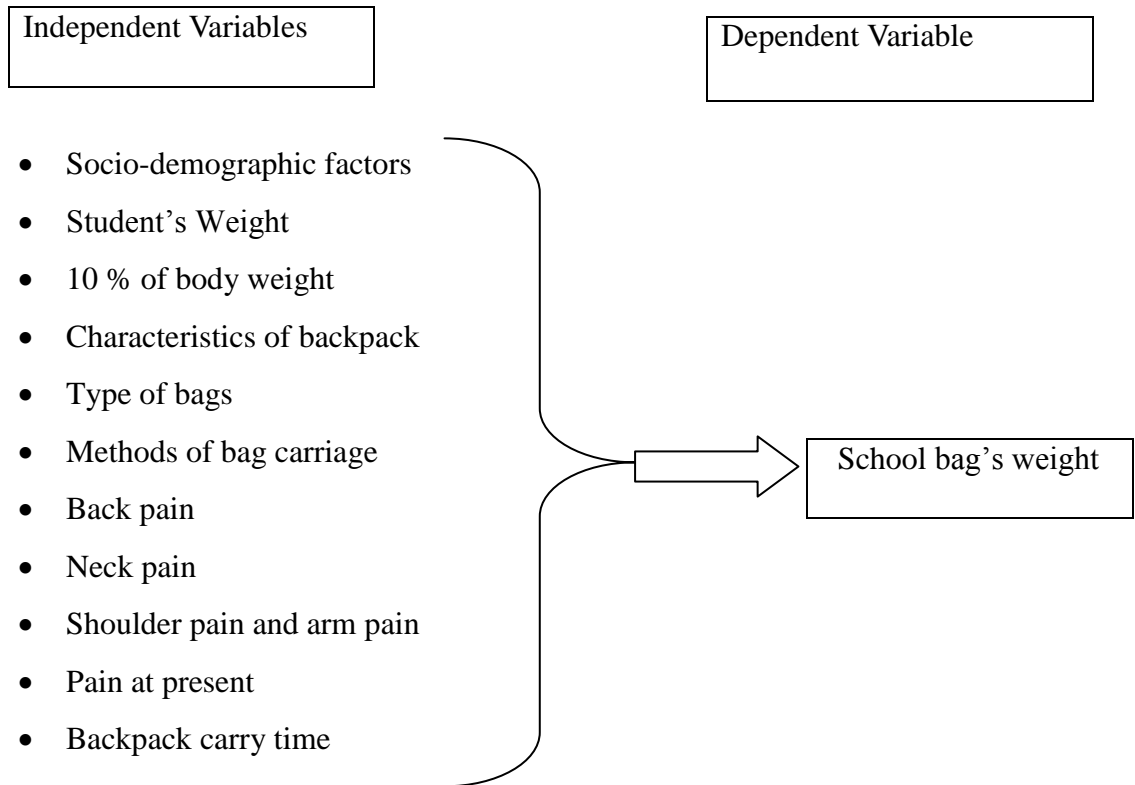 Independent Variables
Dependent Variable
• Socio-demographic factors
• Student’s Weight
• 10 % of body weight
• Characteristics of backpack
• Type of bags
• Methods of bag carriage
• Back pain
• Neck pain
• Shoulder pain and arm pain
• Pain at present
• Backpack carry time
School bag’s weight